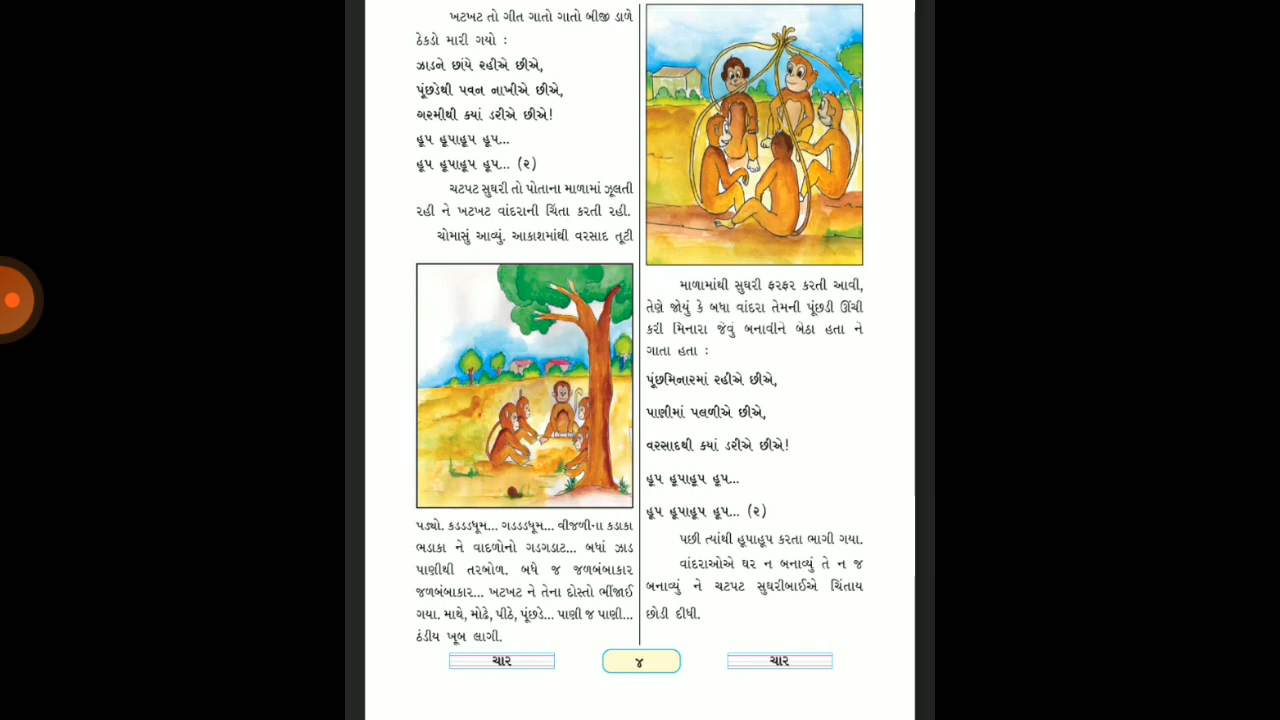 ખટખટ તો ગીત ગાતો ગાતો બીજી ડાળે
ઠેકડો મારી ગયો :
ઝાડને છાંયે રહીએ છીએ,
પૂંછડેથી પવન નાખીએ છીએ,
ગરમીથી ક્યાં ડરીએ છીએ!
હૂપ હૂપાહૂપ હૂપ...
હૂપ હૂપાહૂપ હૂપ... (૨)
ચટપટ સુઘરી તો પોતાના માળામાં ઝૂલતી
રહી ને ખટખટ વાંદરાની ચિંતા કરતી રહી.
ચોમાસું આવ્યું. આકાશમાંથી વરસાદ તૂટી
પડ્યો. કડડડધૂમ... ગડડડધૂમ... વીજળીના કડાકા
ભડાકા ને વાદળોનો ગડગડાટ... બધાં ઝાડ
પાણીથી તરબોળ. બધે જ જળબંબાકાર
જળબંબાકાર... ખટખટ ને તેના દોસ્તો ભીંજાઈ
ગયા. માથે, મોઢે, પીઠે, પૂંછડે... પાણી જ પાણી...
ઠંડીય ખૂબ લાગી.
માળામાંથી સુઘરી ફરફર કરતી આવી,
તેણે જોયું કે બધા વાંદરા તેમની પૂંછડી ઊંચી
કરી મિનારા જેવું બનાવીને બેઠા હતા ને
ગાતા હતા :
પૂંછમિનારમાં રહીએ છીએ,
પાણીમાં પલળીએ છીએ,
વરસાદથી ક્યાં ડરીએ છીએ!
હૂપ હૂપાહૂપ હૂપ...
હૂપ હૂપાહૂપ હૂપ... (૨)
પછી ત્યાંથી હૂપાહૂપ કરતા ભાગી ગયા.
વાંદરાઓએ ઘર ન બનાવ્યું તે ન જ
બનાવ્યું ને ચટપટ સુઘરીબાઈએ ચિંતાય
છોડી દીધી.
ચાર
૪
ચાર